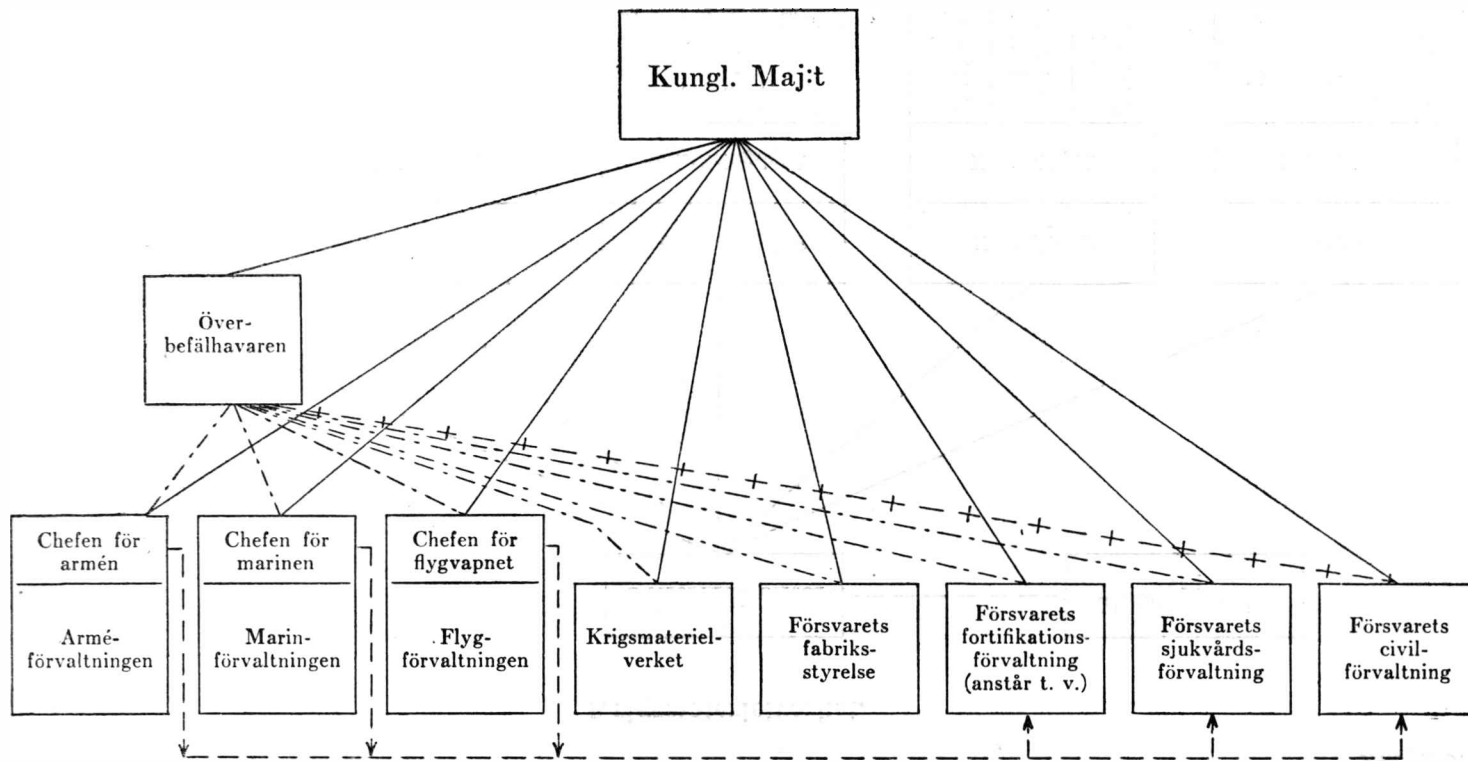 Kungl. Maj:t
Över-
befälhavaren
Chefen för
armén
Armé-
förvaltningen
Chefen för
marinen
Marin-
förvaltningen
Chefen för
flygvapnet
Flyg-
förvaltningen
Krigsmateriel-
verket
Försvarets
fabriks-
styrelse
Försvarets
fortifikations-
förvaltning
(anstår t. v.)
Försvarets
sjukvårds-
förvaltning
Försvarets
civil-
förvaltning